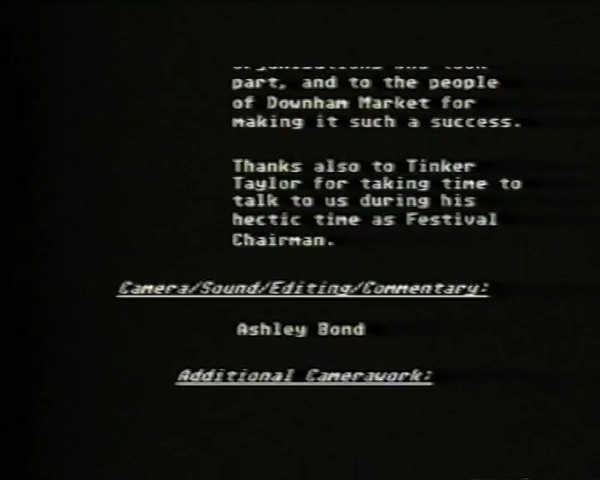 part, and to the people
of Downham Market for
making it such a success.
Thanks also to Tinker
Taylor for taking time to
talk to us during his
hectic time as Festival
Chairman.
Camera/Sound/Editing/Commentary:
Ashley Bond
Additional Camerawork: